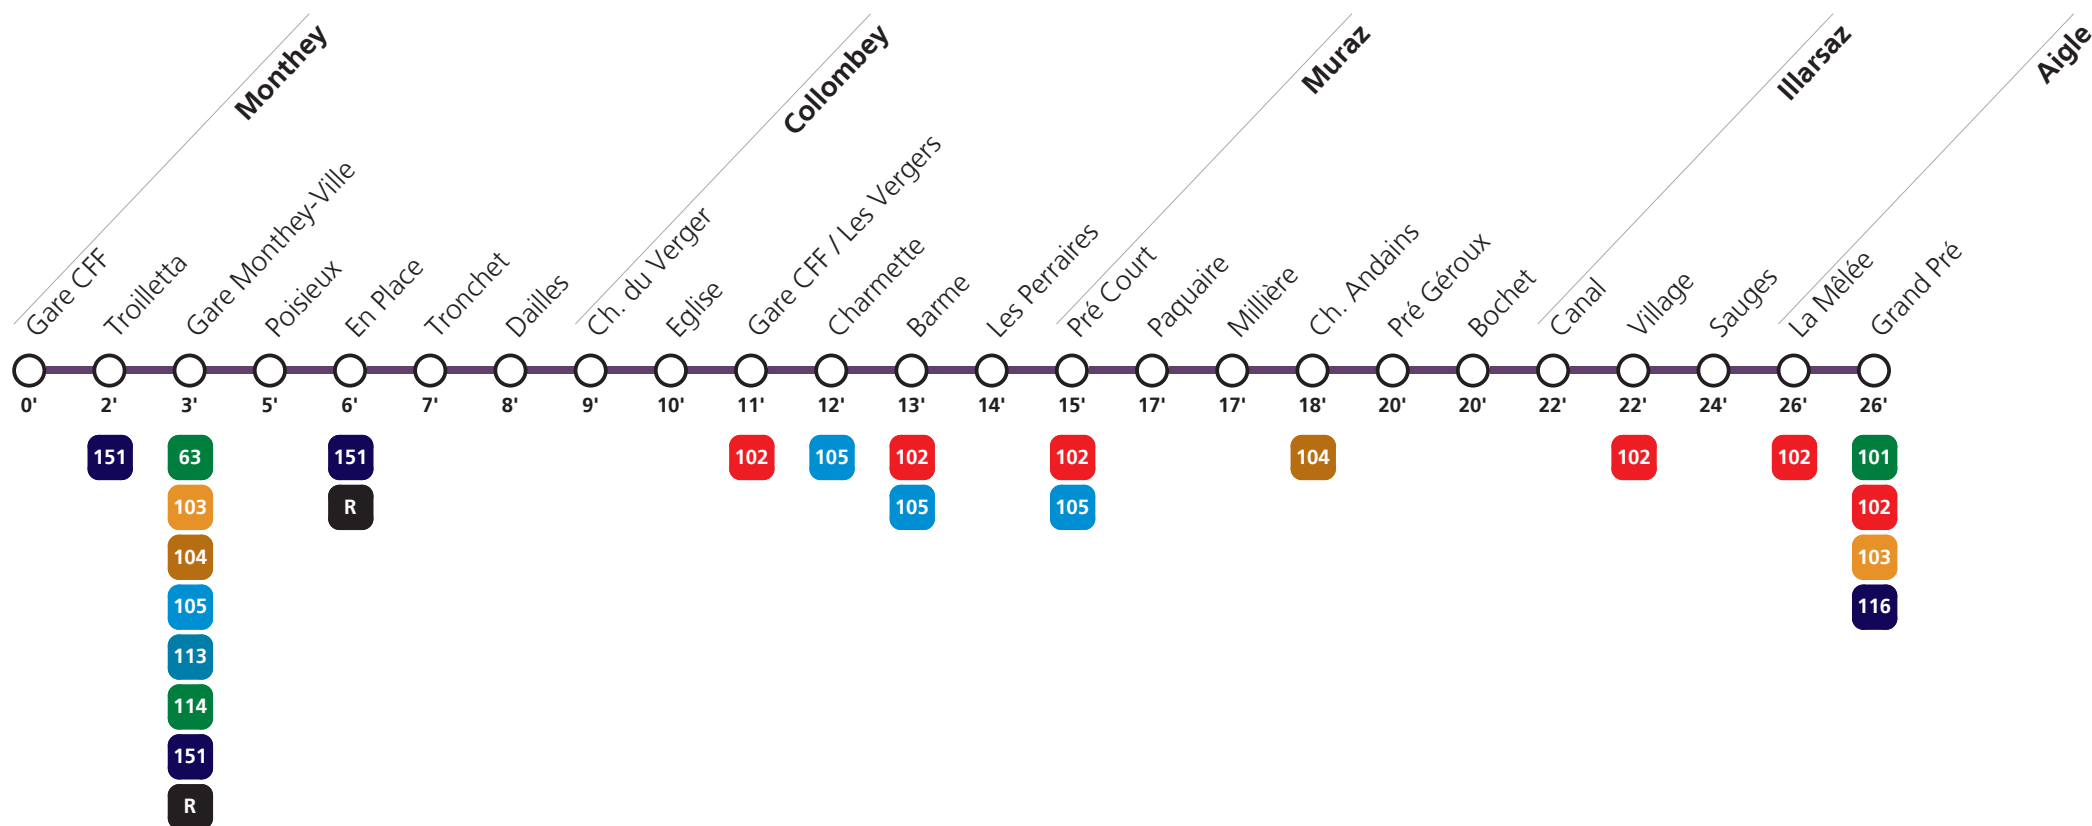 Monthey
Collombey
Muraz
Illarsaz
Aigle
Gare CFF
Troilletta
Gare Monthey-Ville
Poisieux
En Place
Tronchet
Dailles
Ch. du Verger
Eglise
Gare CFF / Les Vergers
Charmette
Barme
Les Perraires
Pré Court
Paquaire
Millière
Ch. Andains
Pré Géroux
Bochet
Canal
Village
Sauges
La Mêlée
Grand Pré
0' 2' 3' 5' 6' 7' 8' 9' 10' 11' 12' 13' 14' 15' 17' 17' 18' 20' 20' 22' 22' 24' 26' 26'
151 63 151 102 105 102 102 104 102 102 101
103 R 105 105 102
104 103
105 116
113
114
151
R